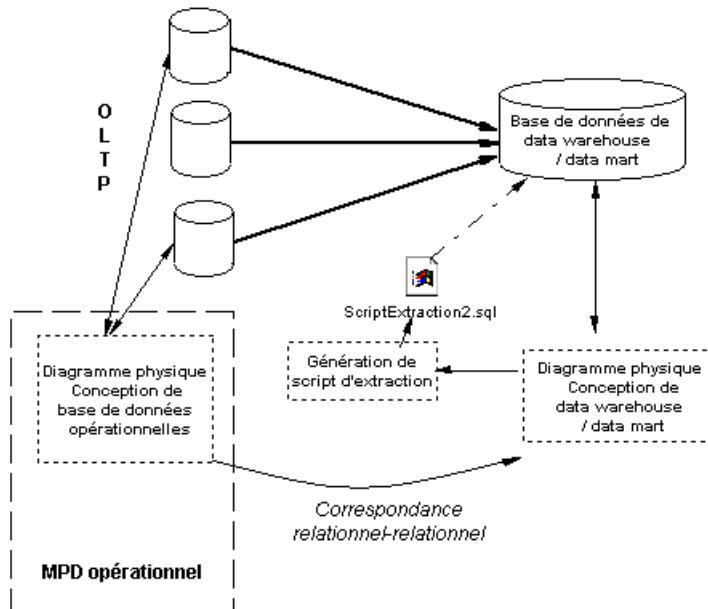 O
L
T
P
Base de données de
data warehouse
/ data mart
ScriptExtraction2.sql
Génération de
script d'extraction
Diagramme physique
Conception de
base de données
opérationnelles
Diagramme physique
Conception de
data warehouse
/ data mart
Correspondance
relationnel-relationnel
MPD opérationnel